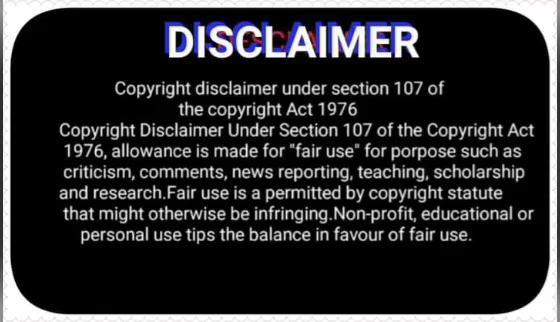 DISCLAIMER
Copyright disclaimer under section 107 of
the copyright Act 1976
Copyright Disclaimer Under Section 107 of the Copyright Act
1976, allowance is made for "fair use" for porpose such as
criticism, comments, news reporting, teaching, scholarship
and research.Fair use is a permitted by copyright statute
that might otherwise be infringing.Non-profit, educational or
personal use tips the balance in favour of fair use.